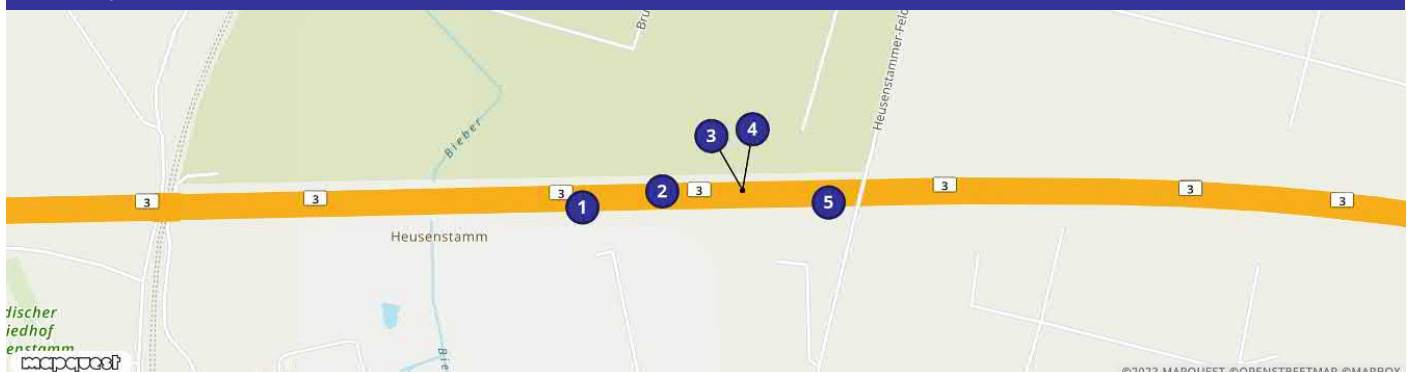 Bru
Heusenstammer-Feld
Bieber
3
4
3
3
3
1
2
3
5
3
3
3
Heusenstamm
discher
iedhof
enstamm
Bie
mapquest
©2022 MAPQUEST ©OPENSTREETMAP ©MAPBOX